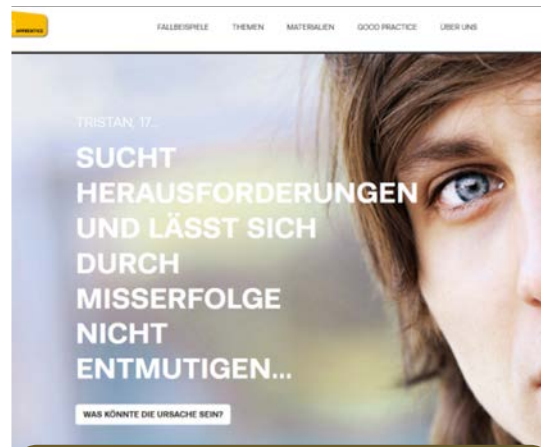 APPRENTICE
FALLBEISPIELE THEMEN MATERIALIEN GOOD PRACTICE ÜBER UNS
TRISTAN, 17...
SUCHT
HERAUSFORDERUNGEN
UND LÄSST SICH
DURCH
MISSERFOLGE
NICHT
ENTMUTIGEN...
WAS KÖNNTE DIE URSACHE SEIN?